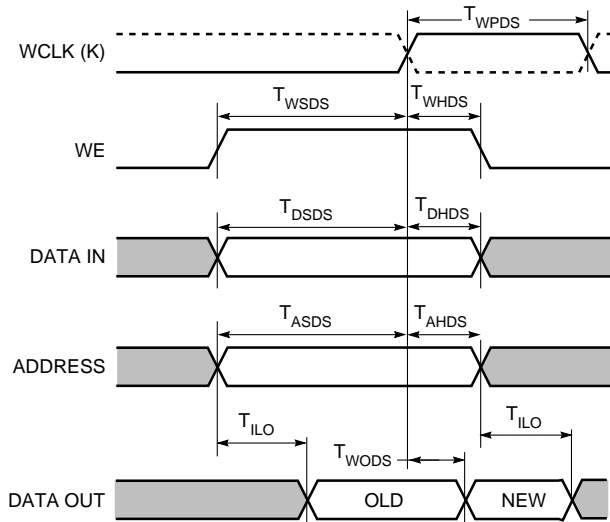 T_WPDS
WCLK (K)
T_WSDS T_WHDS
WE
T_DSDS T_DHDS
DATA IN
T_ASDS T_AHDS
ADDRESS
T_ILO T_ILO
T_WODS
DATA OUT OLD NEW